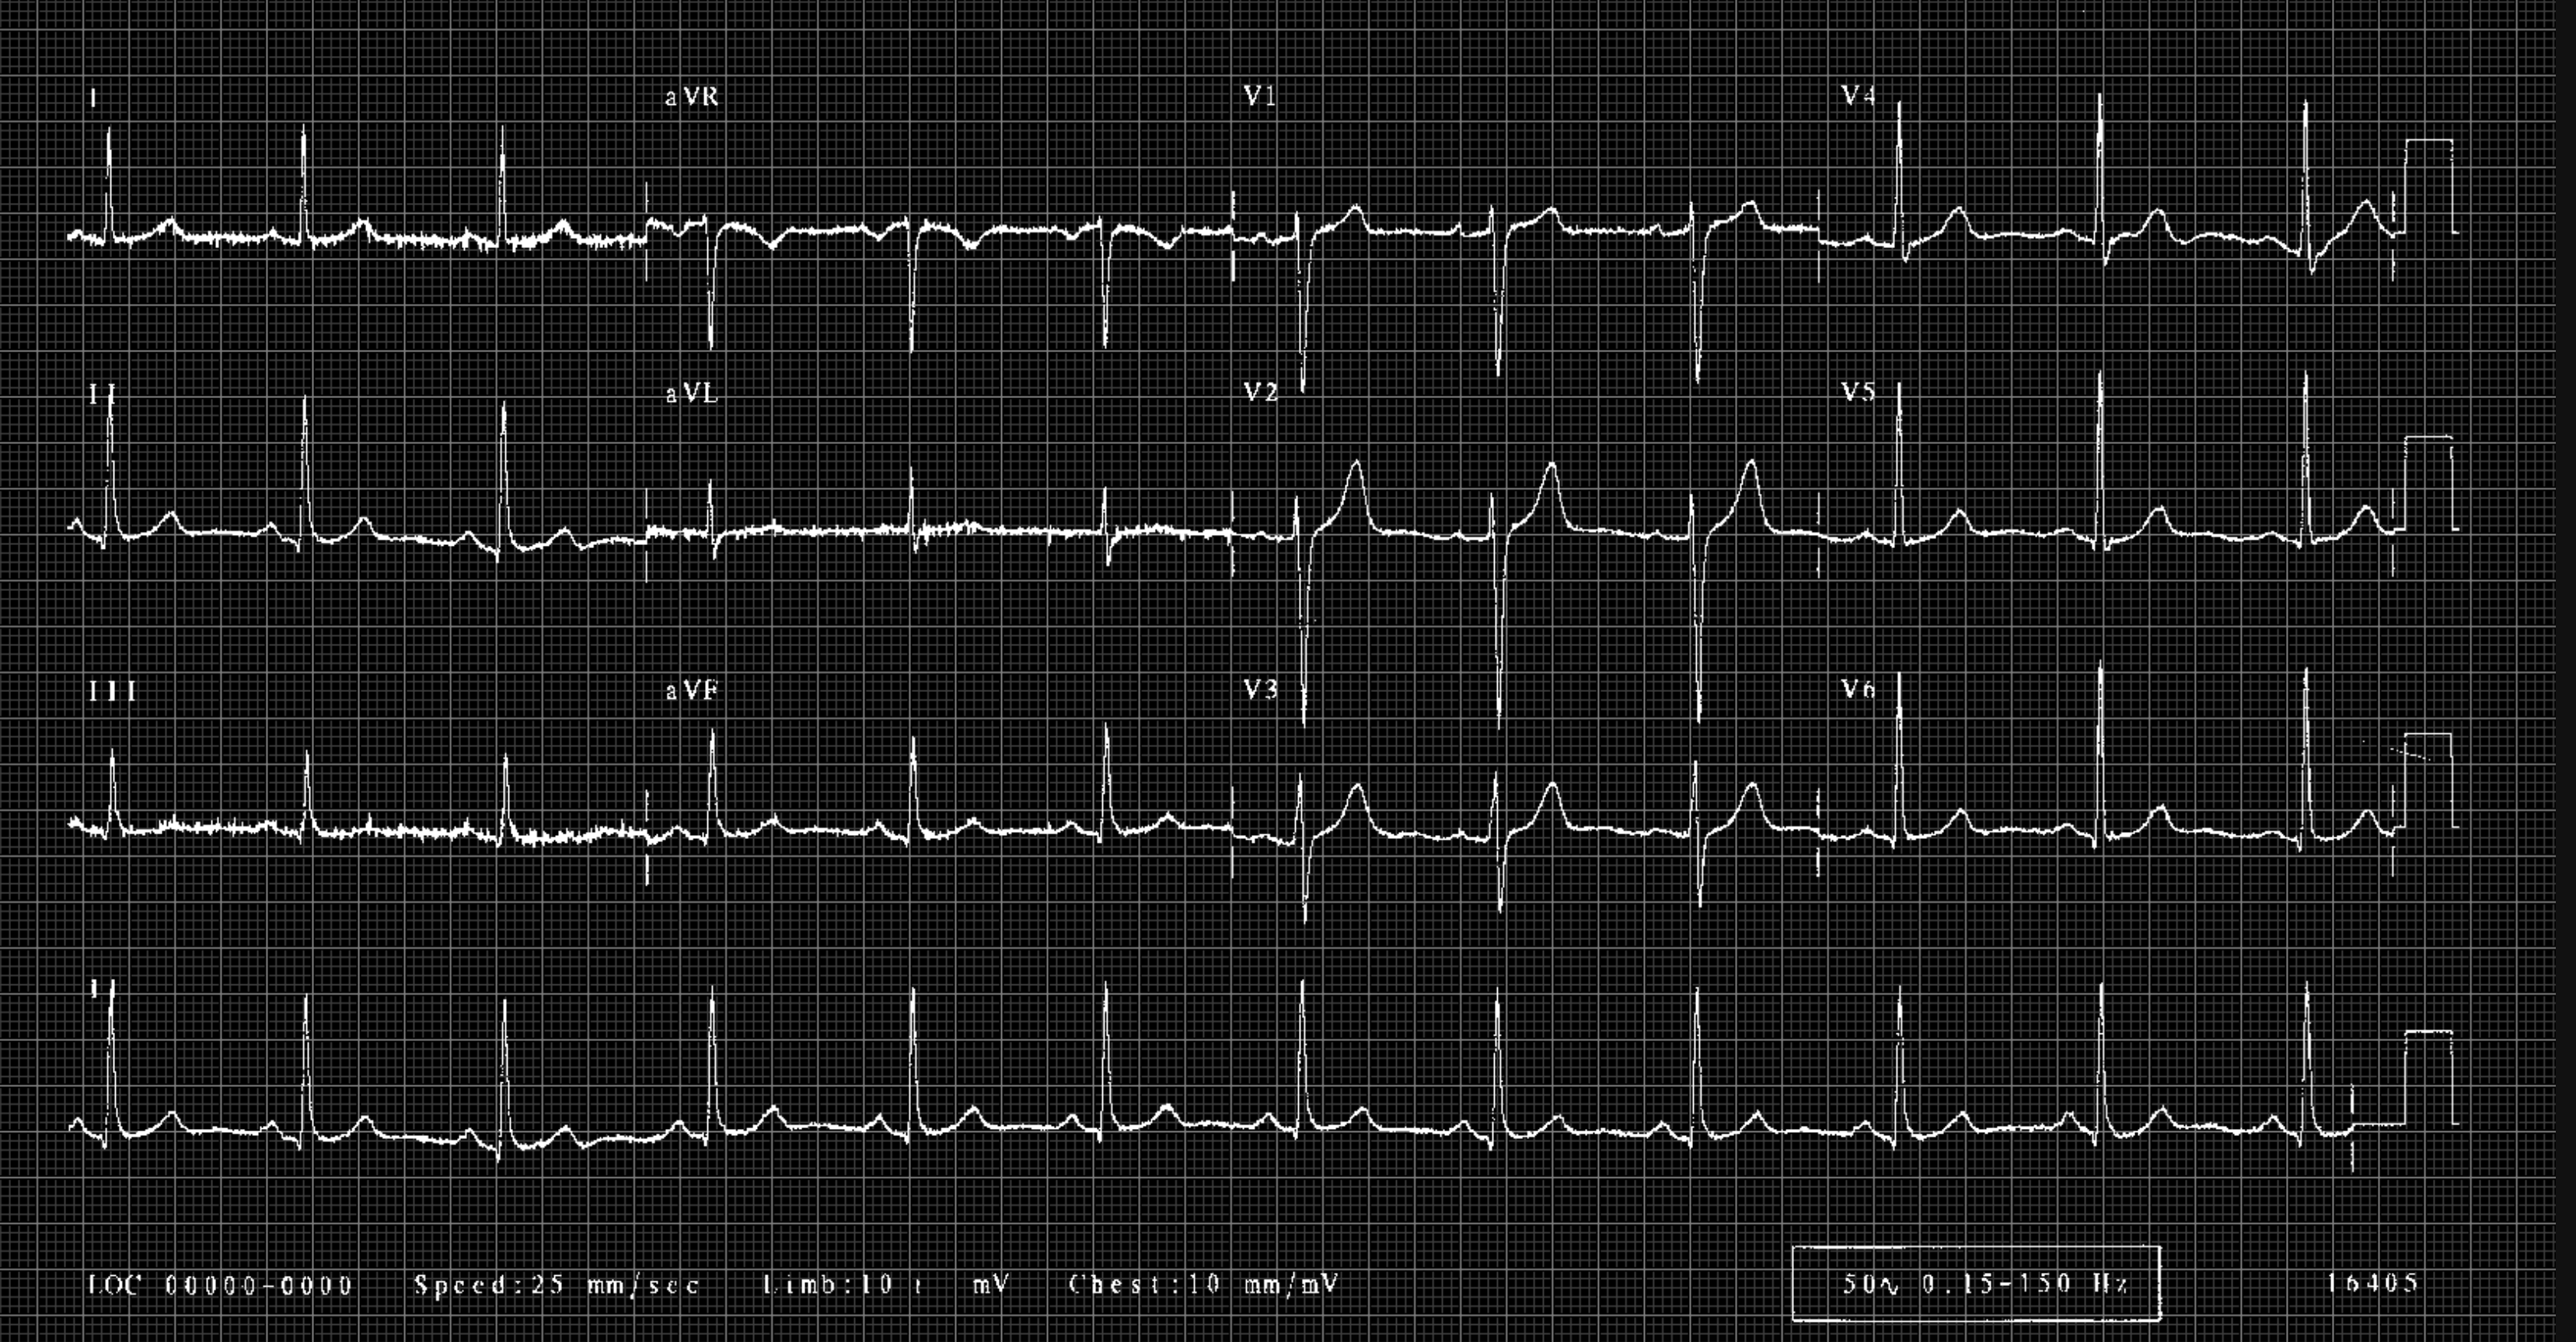 I aVR V1 V4
II aVL V2 V5
III aVF V3 V6
LOC 00000-0000 Speed:25 mm/sec Limb:10 mV Chest:10 mm/mV 50∿ 0.15-150 Hz 16405